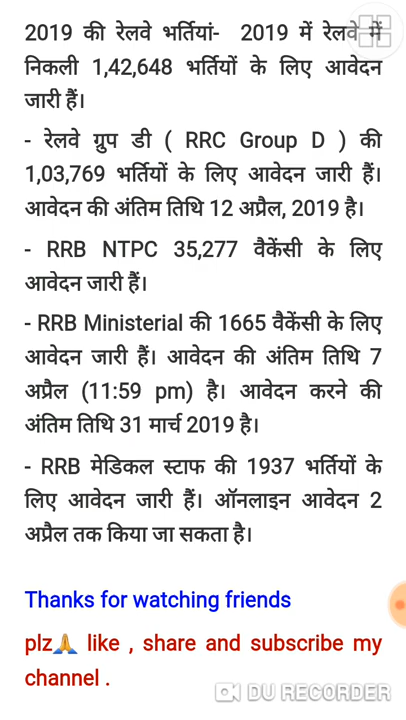 2019 की रेलवे भर्तियां- 2019 में रेलवे में
निकली 1,42,648 भर्तियों के लिए आवेदन
जारी हैं।
- रेलवे ग्रुप डी ( RRC Group D ) की
1,03,769 भर्तियों के लिए आवेदन जारी हैं।
आवेदन की अंतिम तिथि 12 अप्रैल, 2019 है।
- RRB NTPC 35,277 वैकेंसी के लिए
आवेदन जारी हैं।
- RRB Ministerial की 1665 वैकेंसी के लिए
आवेदन जारी हैं। आवेदन की अंतिम तिथि 7
अप्रैल (11:59 pm) है। आवेदन करने की
अंतिम तिथि 31 मार्च 2019 है।
- RRB मेडिकल स्टाफ की 1937 भर्तियों के
लिए आवेदन जारी हैं। ऑनलाइन आवेदन 2
अप्रैल तक किया जा सकता है।
Thanks for watching friends
plz🙏 like , share and subscribe my
channel .
DU RECORDER